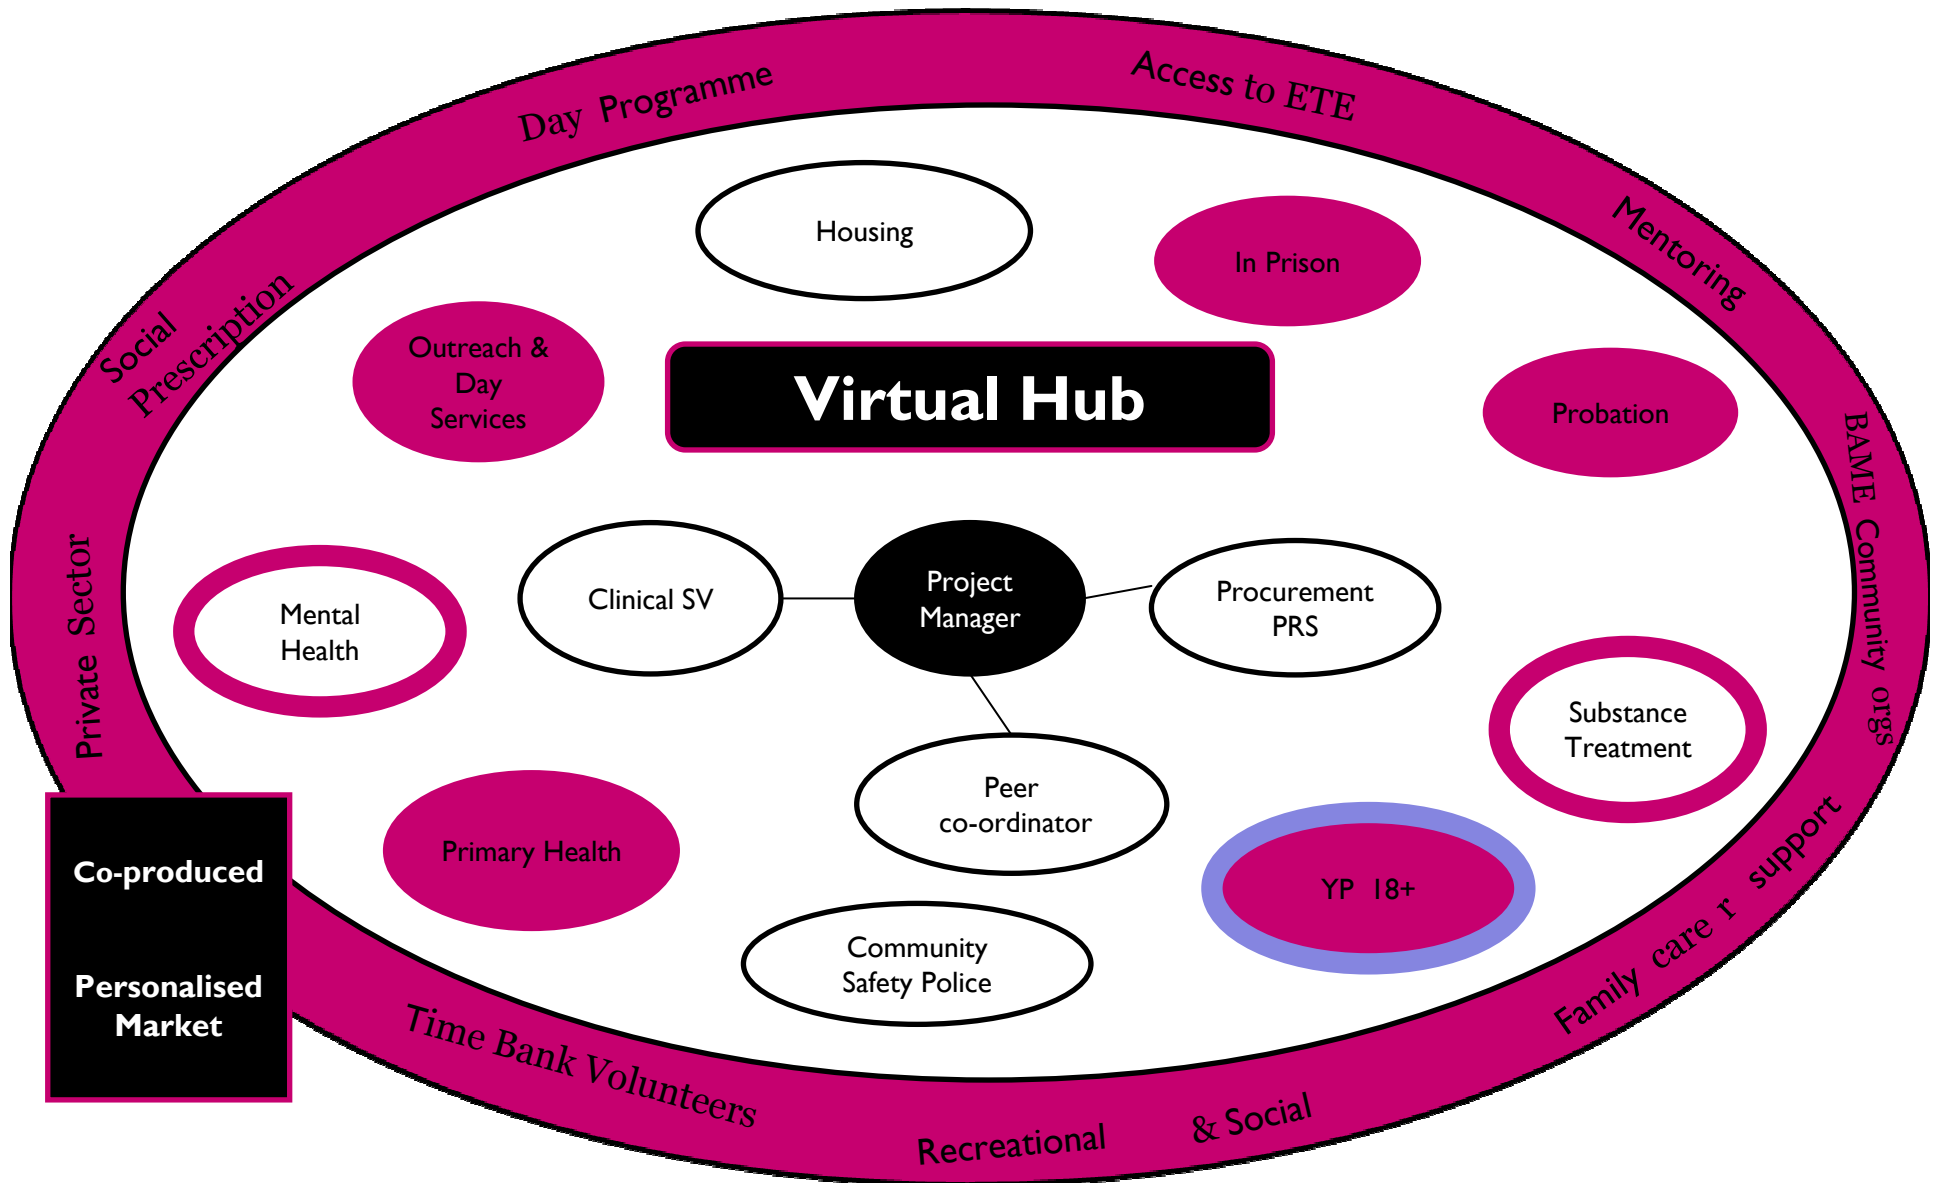 Day Programme
Access to ETE
Mentoring
BAME Community orgs
Family care r support
Recreational & Social
Time Bank Volunteers
Private Sector
Social
Prescription
Housing
In Prison
Outreach &
Day
Services
Virtual Hub
Probation
Mental
Health
Clinical SV
Project
Manager
Procurement
PRS
Substance
Treatment
Peer
co-ordinator
Primary Health
YP 18+
Community
Safety Police
Co-produced
Personalised
Market